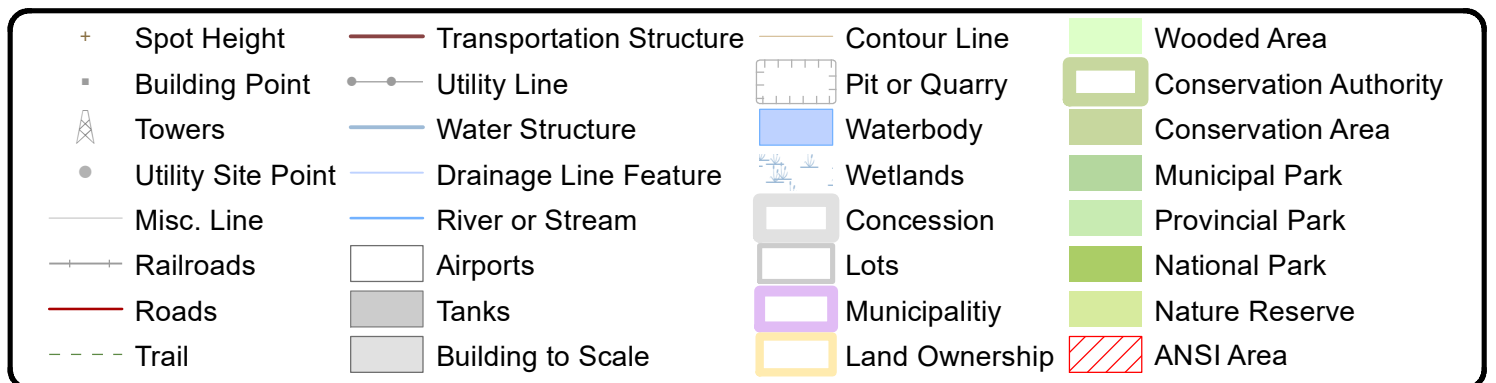 Spot Height
Building Point
Towers
Utility Site Point
Misc. Line
Railroads
Roads
Trail
Transportation Structure
Utility Line
Water Structure
Drainage Line Feature
River or Stream
Airports
Tanks
Building to Scale
Contour Line
Pit or Quarry
Waterbody
Wetlands
Concession
Lots
Municipalitiy
Land Ownership
Wooded Area
Conservation Authority
Conservation Area
Municipal Park
Provincial Park
National Park
Nature Reserve
ANSI Area